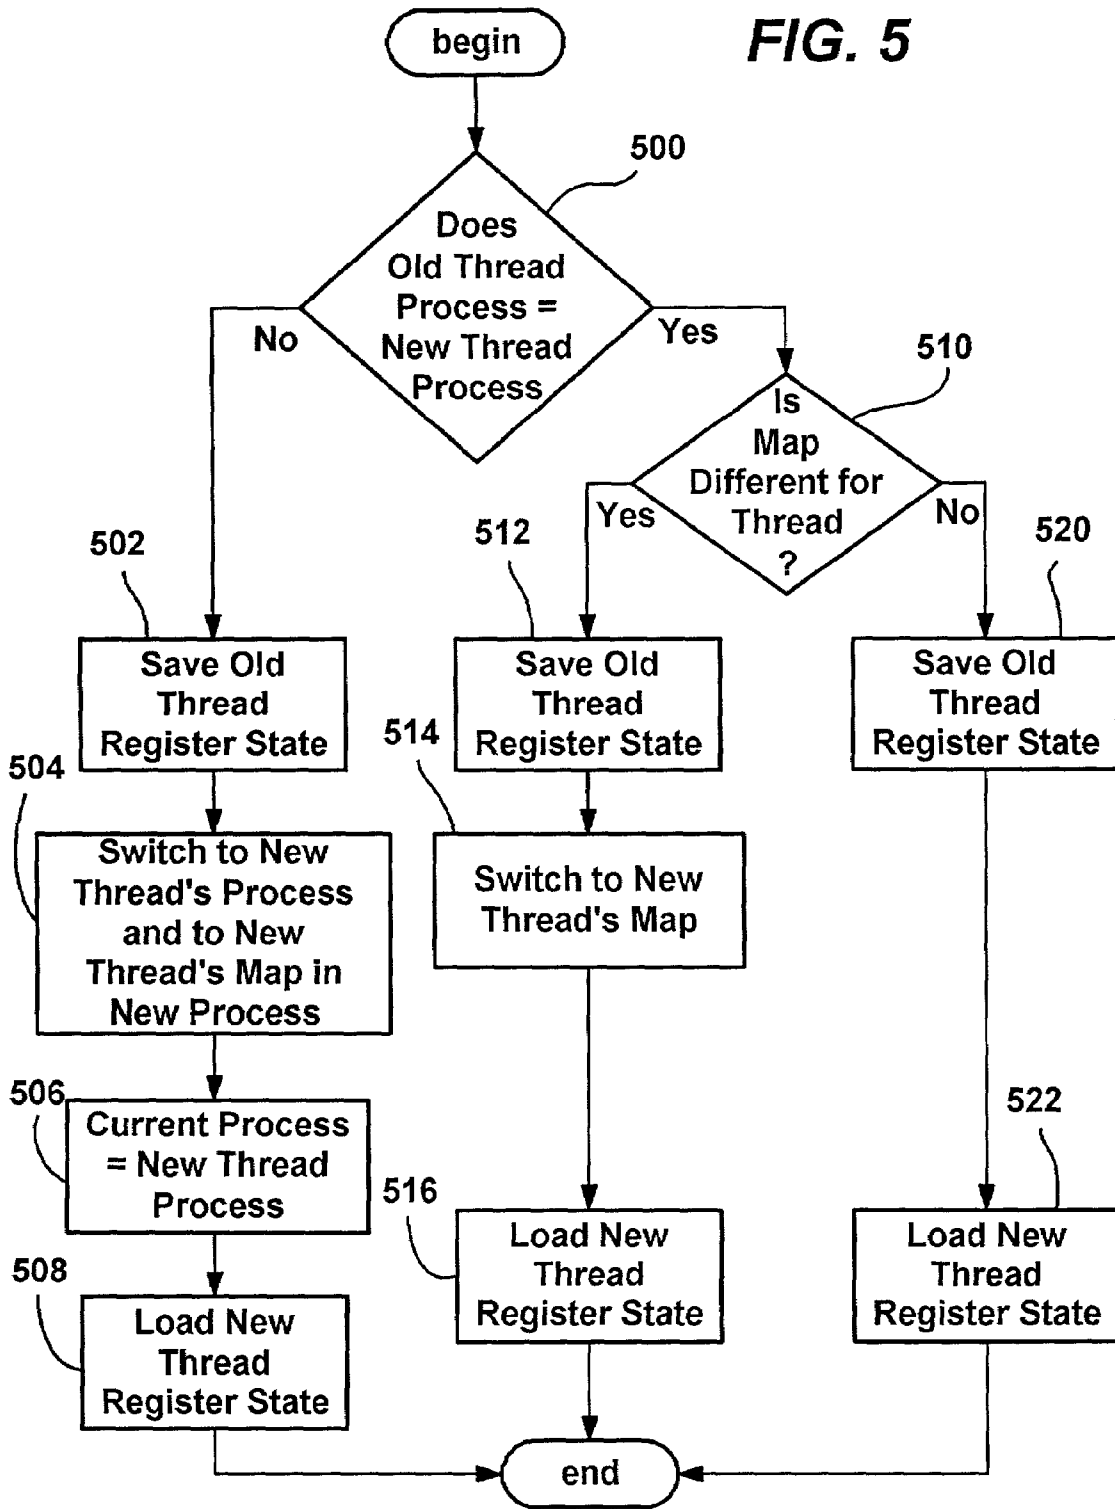 begin
FIG. 5
500
Does
Old Thread
Process =
New Thread
Process
No
Yes
510
Is
Map
Different for
Thread
?
Yes
No
502
512
520
Save Old
Thread
Register State
Save Old
Thread
Register State
Save Old
Thread
Register State
504
514
Switch to New
Thread's Process
and to New
Thread's Map in
New Process
Switch to New
Thread's Map
506
Current Process
= New Thread
Process
516
522
Load New
Thread
Register State
Load New
Thread
Register State
508
Load New
Thread
Register State
end